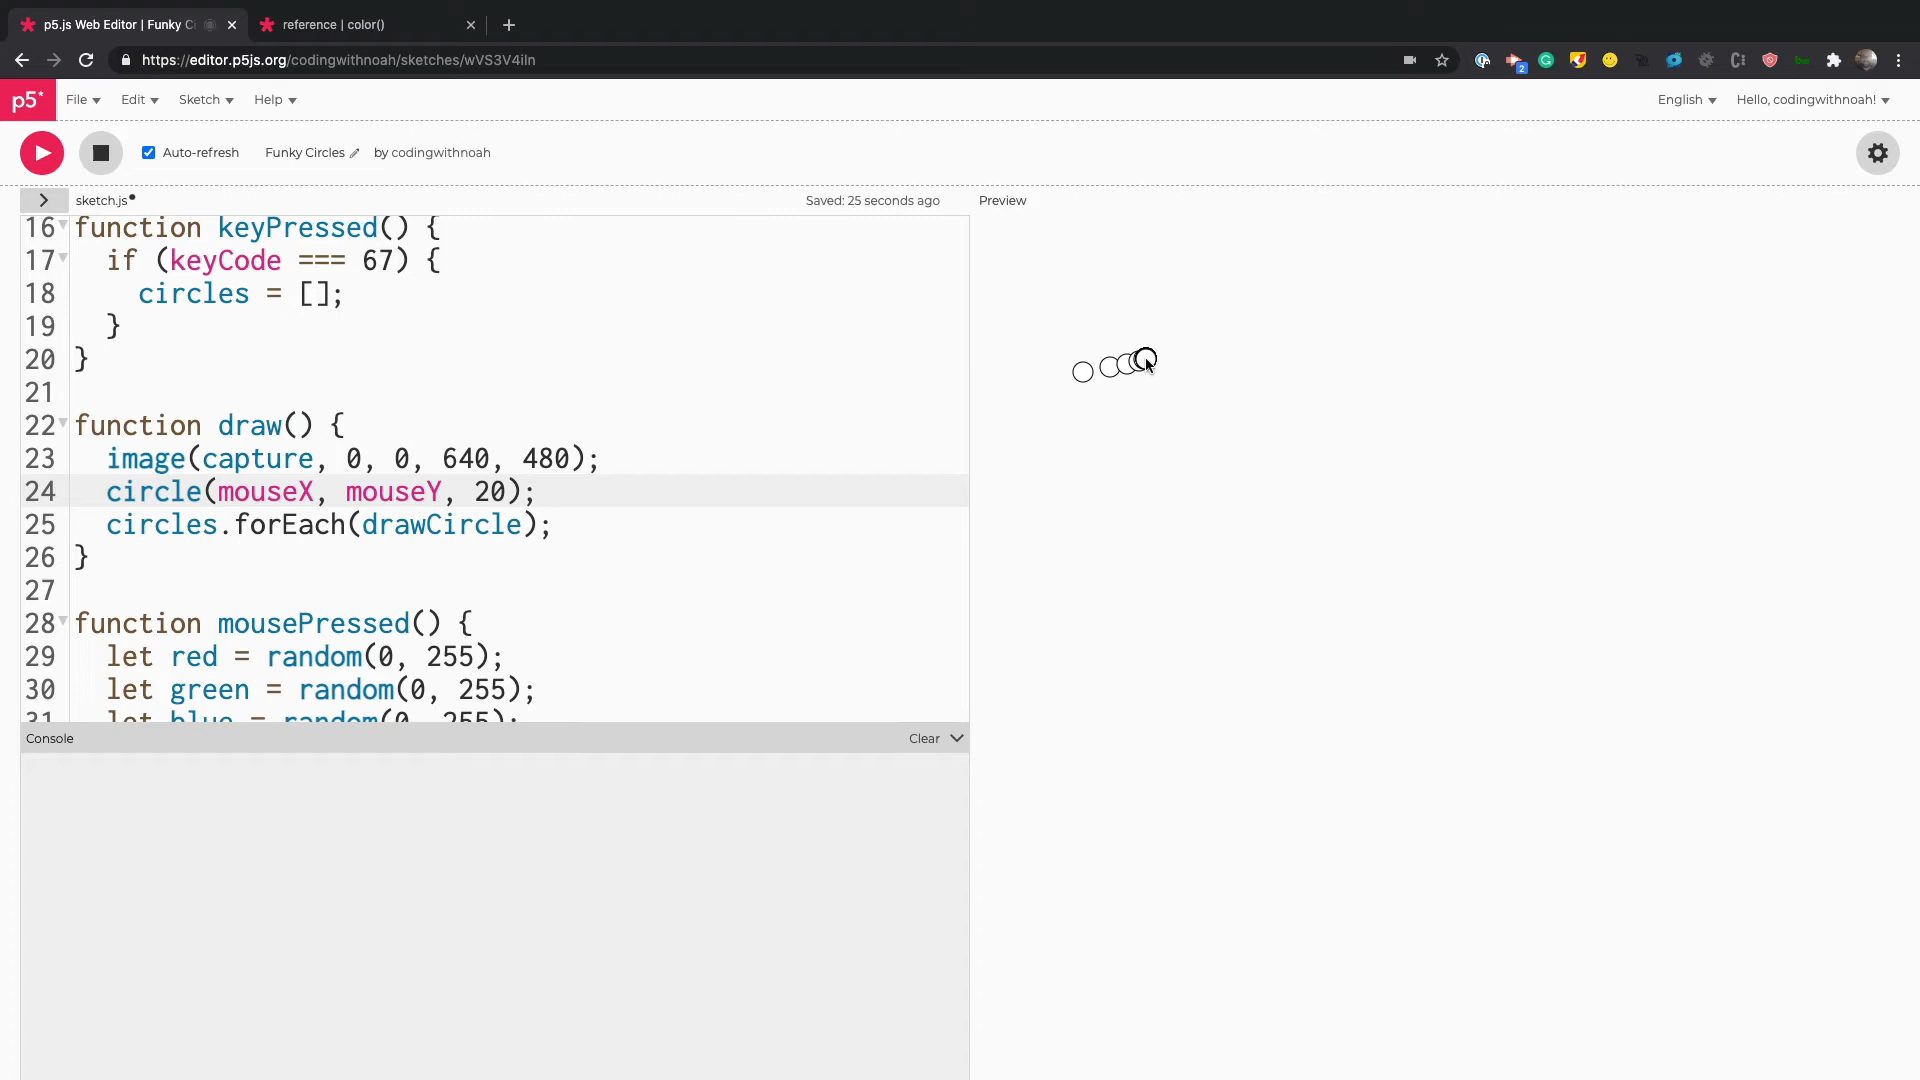 p5.js Web Editor | Funky Ci
reference | color()
https://editor.p5js.org/codingwithnoah/sketches/wVS3V4iln
2
p5*
File
Edit
Sketch
Help
English
Hello, codingwithnoah!
Auto-refresh
Funky Circles
by codingwithnoah
sketch.js
Saved: 25 seconds ago
Preview
16 function keyPressed() {
17 if (keyCode === 67) {
18 circles = [];
19 }
20 }
21
22 function draw() {
23 image(capture, 0, 0, 640, 480);
24 circle(mouseX, mouseY, 20);
25 circles.forEach(drawCircle);
26 }
27
28 function mousePressed() {
29 let red = random(0, 255);
30 let green = random(0, 255);
31 let blue = random(0, 255);
Console
Clear